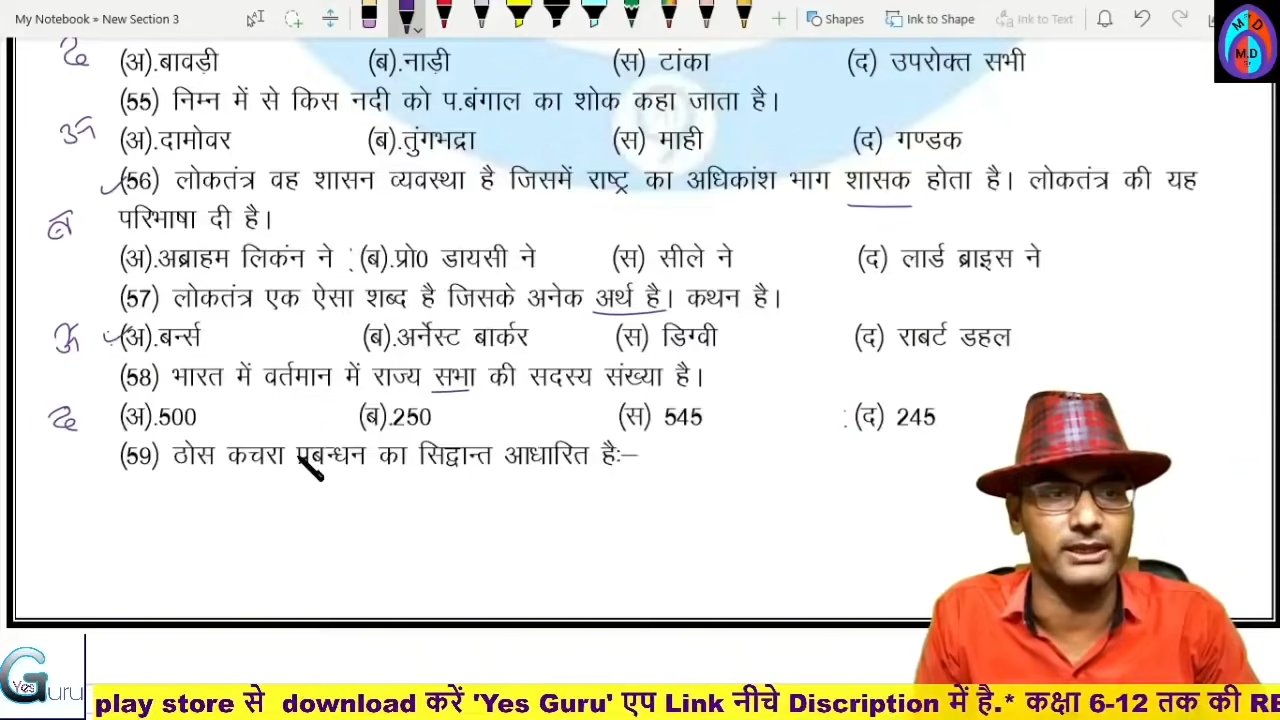 My Notebook » New Section 3
Shapes
Ink to Shape
Ink to Text
M D
M.D
द
(अ).बावड़ी (ब).नाड़ी (स) टांका (द) उपरोक्त सभी
(55) निम्न में से किस नदी को प.बंगाल का शोक कहा जाता है।
अ
(अ).दामोवर (ब).तुंगभद्रा (स) माही (द) गण्डक
(56) लोकतंत्र वह शासन व्यवस्था है जिसमें राष्ट्र का अधिकांश भाग शासक होता है। लोकतंत्र की यह
ब
परिभाषा दी है।
(अ).अब्राहम लिकंन ने (ब).प्रो0 डायसी ने (स) सीले ने (द) लार्ड ब्राइस ने
(57) लोकतंत्र एक ऐसा शब्द है जिसके अनेक अर्थ है। कथन है।
अ
(अ).बर्न्स (ब).अर्नेस्ट बार्कर (स) डिग्वी (द) राबर्ट डहल
(58) भारत में वर्तमान में राज्य सभा की सदस्य संख्या है।
द
(अ).500 (ब).250 (स) 545 (द) 245
(59) ठोस कचरा प्रबन्धन का सिद्वान्त आधारित है:–
Yes Guru
play store से download करें 'Yes Guru' एप Link नीचे Discription में है.* कक्षा 6-12 तक की